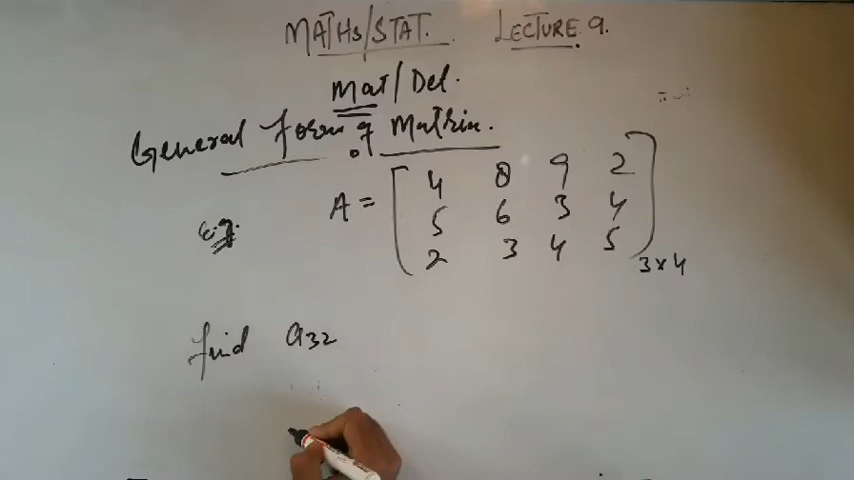 MATHS/STAT. LECTURE 9.
Mat/Det.
General form of Matrix.
e.g. A = [ 4 8 9 2
5 6 3 4
2 3 4 5 ] 3×4
find a32